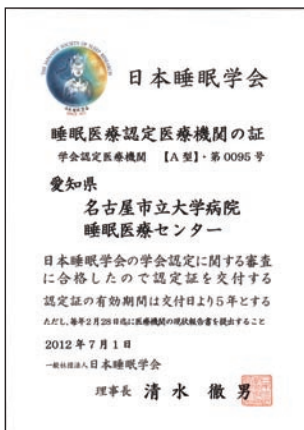 日本睡眠学会
睡眠医療認定医療機関の証
学会認定医療機関 【A型】・第0095号
愛知県
名古屋市立大学病院
睡眠医療センター
日本睡眠学会の学会認定に関する審査
に合格したので認定証を交付する
認定証の有効期間は交付日より5年とする
ただし、毎年2月28日迄に医療機関の現状報告書を提出すること
2012年7月1日
一般社団法人日本睡眠学会
理事長 清水徹男